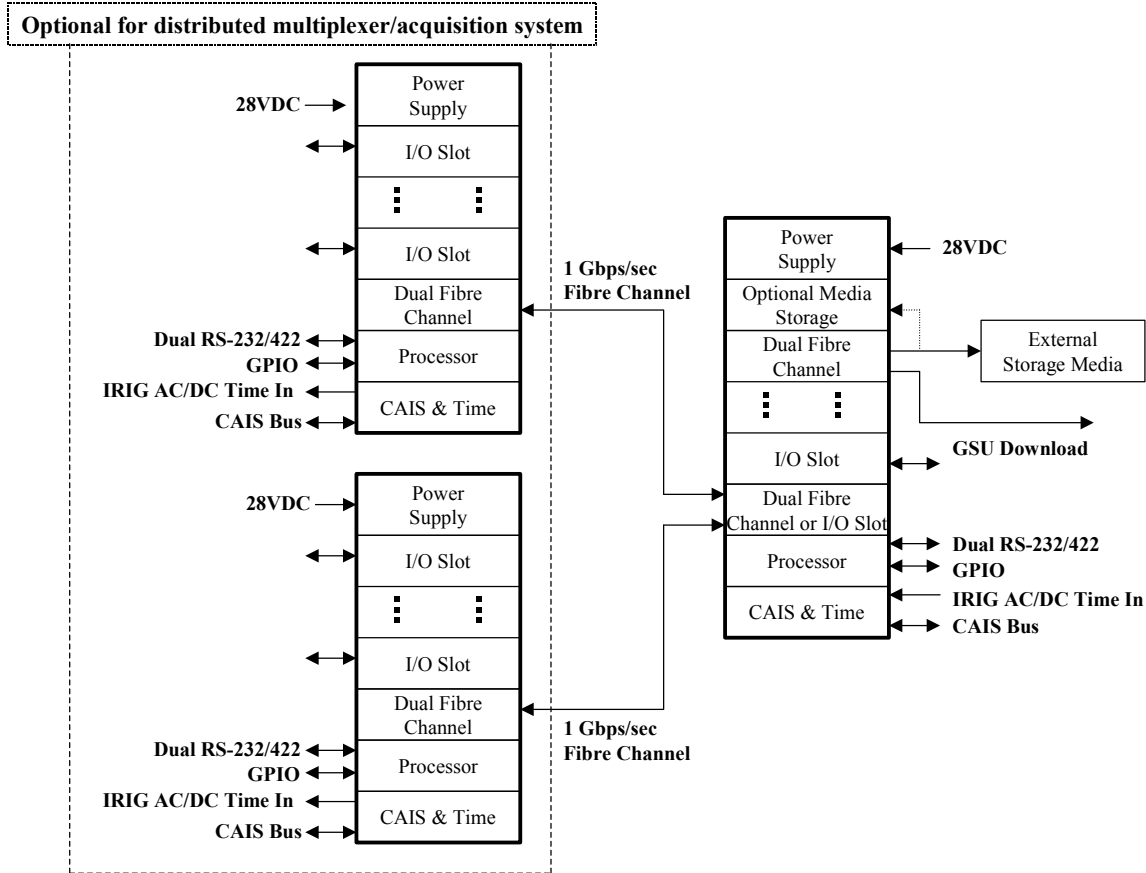 Optional for distributed multiplexer/acquisition system
28VDC
Power
Supply
I/O Slot
I/O Slot
Dual Fibre
Channel
Dual RS-232/422
GPIO
Processor
IRIG AC/DC Time In
CAIS Bus
CAIS & Time
1 Gbps/sec
Fibre Channel
28VDC
Power
Supply
I/O Slot
I/O Slot
Dual Fibre
Channel
Dual RS-232/422
GPIO
Processor
IRIG AC/DC Time In
CAIS Bus
CAIS & Time
1 Gbps/sec
Fibre Channel
Power
Supply
28VDC
Optional Media
Storage
Dual Fibre
Channel
External
Storage Media
GSU Download
I/O Slot
Dual Fibre
Channel or I/O Slot
Processor
Dual RS-232/422
GPIO
CAIS & Time
IRIG AC/DC Time In
CAIS Bus